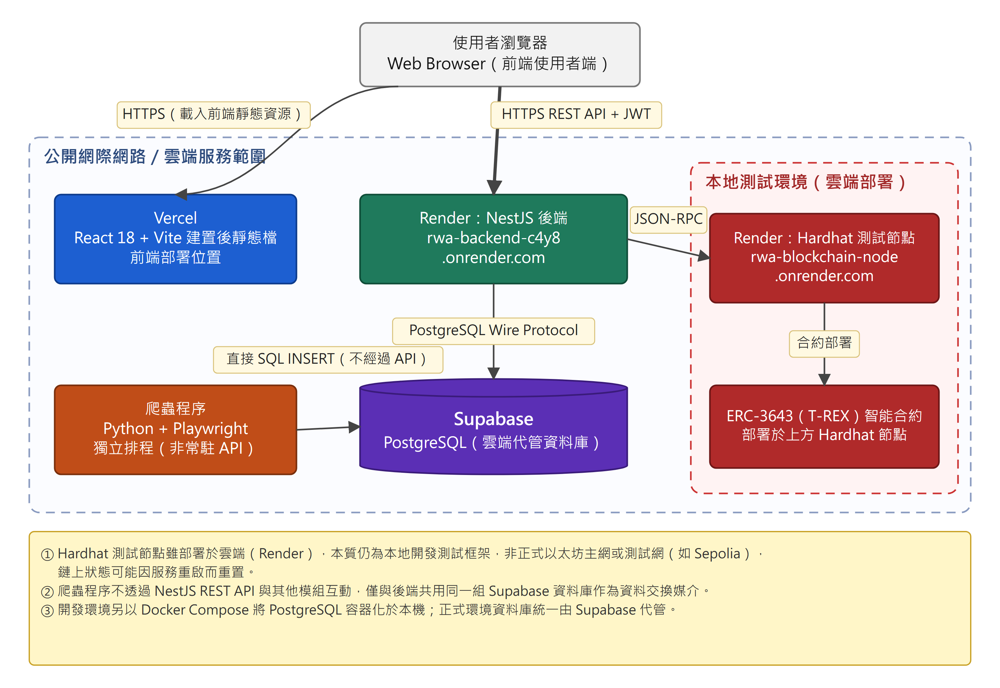 使用者瀏覽器
Web Browser（前端使用者端）
HTTPS（載入前端靜態資源）
HTTPS REST API + JWT
公開網際網路 / 雲端服務範圍
本地測試環境（雲端部署）
Vercel
React 18 + Vite 建置後靜態檔
前端部署位置
Render：NestJS 後端
rwa-backend-c4y8
.onrender.com
JSON-RPC
Render：Hardhat 測試節點
rwa-blockchain-node
.onrender.com
PostgreSQL Wire Protocol
直接 SQL INSERT（不經過 API）
合約部署
爬蟲程序
Python + Playwright
獨立排程（非常駐 API）
Supabase
PostgreSQL（雲端代管資料庫）
ERC-3643（T-REX）智能合約
部署於上方 Hardhat 節點
① Hardhat 測試節點雖部署於雲端（Render），本質仍為本地開發測試框架，非正式以太坊主網或測試網（如 Sepolia），
鏈上狀態可能因服務重啟而重置。
② 爬蟲程序不透過 NestJS REST API 與其他模組互動，僅與後端共用同一組 Supabase 資料庫作為資料交換媒介。
③ 開發環境另以 Docker Compose 將 PostgreSQL 容器化於本機；正式環境資料庫統一由 Supabase 代管。